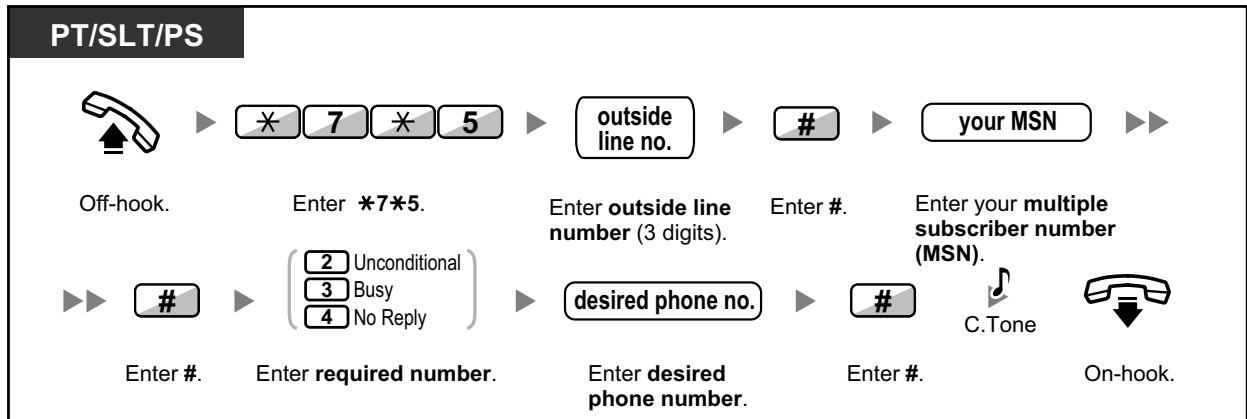 PT/SLT/PS
✳ 7 ✳ 5
outside
line no.
#
your MSN
Off-hook.
Enter ✳7✳5.
Enter outside line
number (3 digits).
Enter #.
Enter your multiple
subscriber number
(MSN).
#
2 Unconditional
3 Busy
4 No Reply
desired phone no.
#
C.Tone
Enter #.
Enter required number.
Enter desired
phone number.
Enter #.
On-hook.